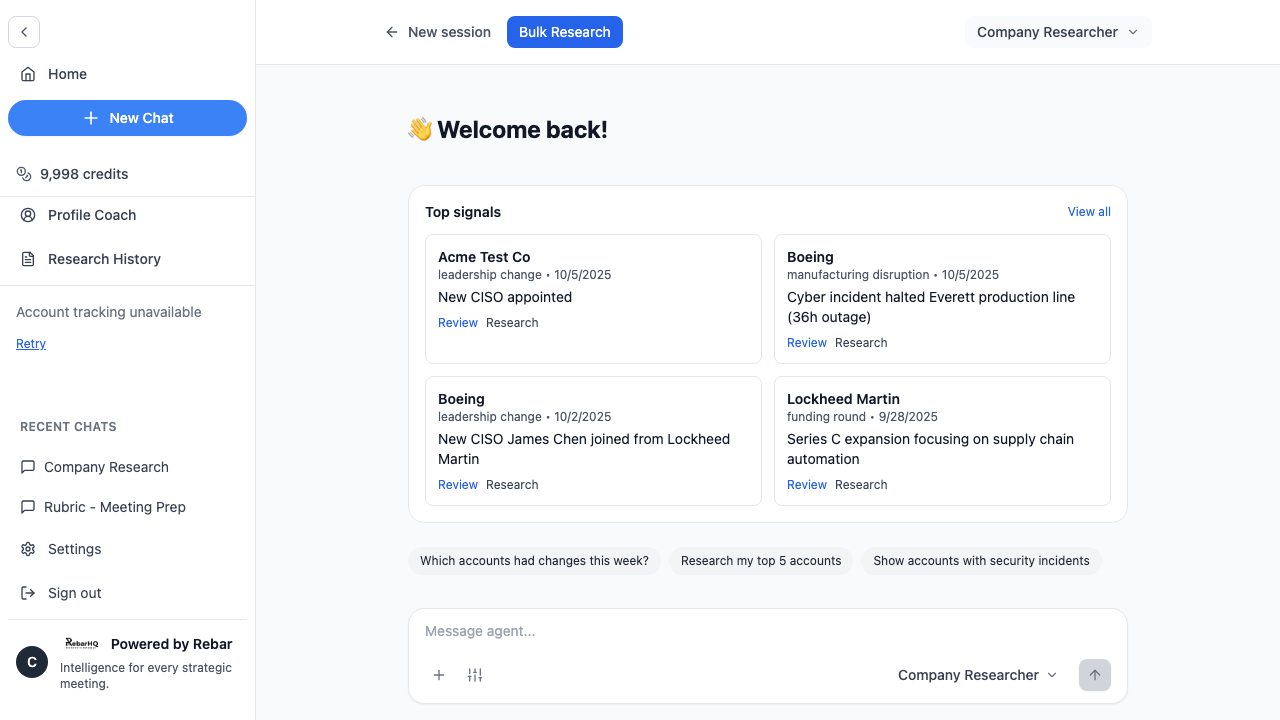 Home
New Chat
9,998 credits
Profile Coach
Research History
Account tracking unavailable
Retry
RECENT CHATS
Company Research
Rubric - Meeting Prep
Settings
Sign out
C
RebarHQ
Powered by Rebar
Intelligence for every strategic
meeting.
New session
Bulk Research
Company Researcher
👋 Welcome back!
Top signals
View all
Acme Test Co
leadership change • 10/5/2025
New CISO appointed
Review Research
Boeing
manufacturing disruption • 10/5/2025
Cyber incident halted Everett production line
(36h outage)
Review Research
Boeing
leadership change • 10/2/2025
New CISO James Chen joined from Lockheed
Martin
Review Research
Lockheed Martin
funding round • 9/28/2025
Series C expansion focusing on supply chain
automation
Review Research
Which accounts had changes this week?
Research my top 5 accounts
Show accounts with security incidents
Message agent...
Company Researcher